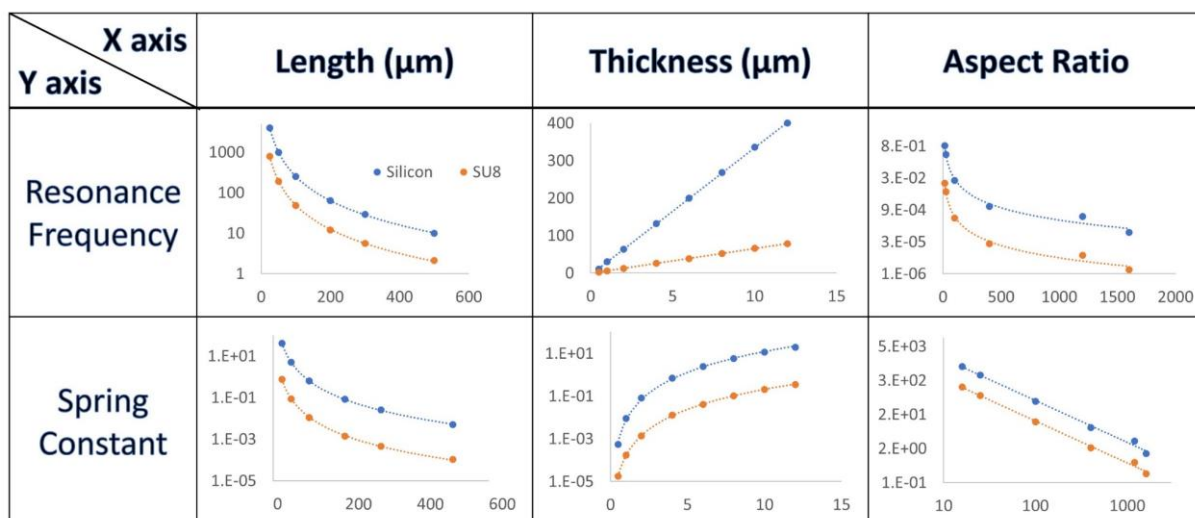 X axis
Y axis
Length (µm)
Thickness (µm)
Aspect Ratio
Resonance
Frequency
1000
100
10
1
0
200
400
600
Silicon
SU8
400
300
200
100
0
0
5
10
15
8.E-01
3.E-02
9.E-04
3.E-05
1.E-06
0
500
1000
1500
2000
Spring
Constant
1.E+01
1.E-01
1.E-03
1.E-05
0
200
400
600
1.E+01
1.E-01
1.E-03
1.E-05
0
5
10
15
5.E+03
3.E+02
2.E+01
2.E+00
1.E-01
10
100
1000